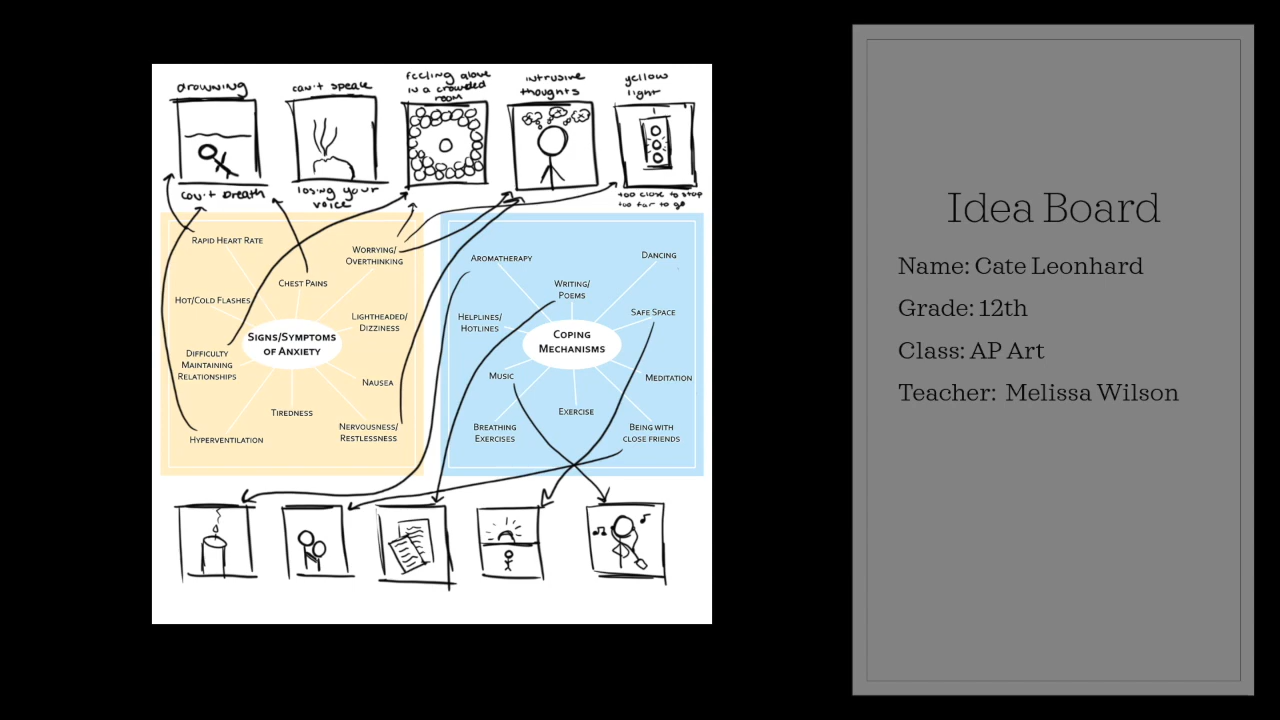 drowning
can't speak
feeling alone
in a crowded
room
intrusive
thoughts
yellow
light
can't breath
losing your
voice
too close to stop
too far to go
Rapid Heart Rate
Worrying/
Overthinking
Chest Pains
Hot/Cold Flashes
Lightheaded/
Dizziness
Signs/Symptoms
of Anxiety
Difficulty
Maintaining
Relationships
Nausea
Tiredness
Nervousness/
Restlessness
Hyperventilation
Aromatherapy
Dancing
Writing/
Poems
Safe Space
Helplines/
Hotlines
Coping
Mechanisms
Music
Meditation
Exercise
Breathing
Exercises
Being with
close friends
Idea Board
Name: Cate Leonhard
Grade: 12th
Class: AP Art
Teacher: Melissa Wilson